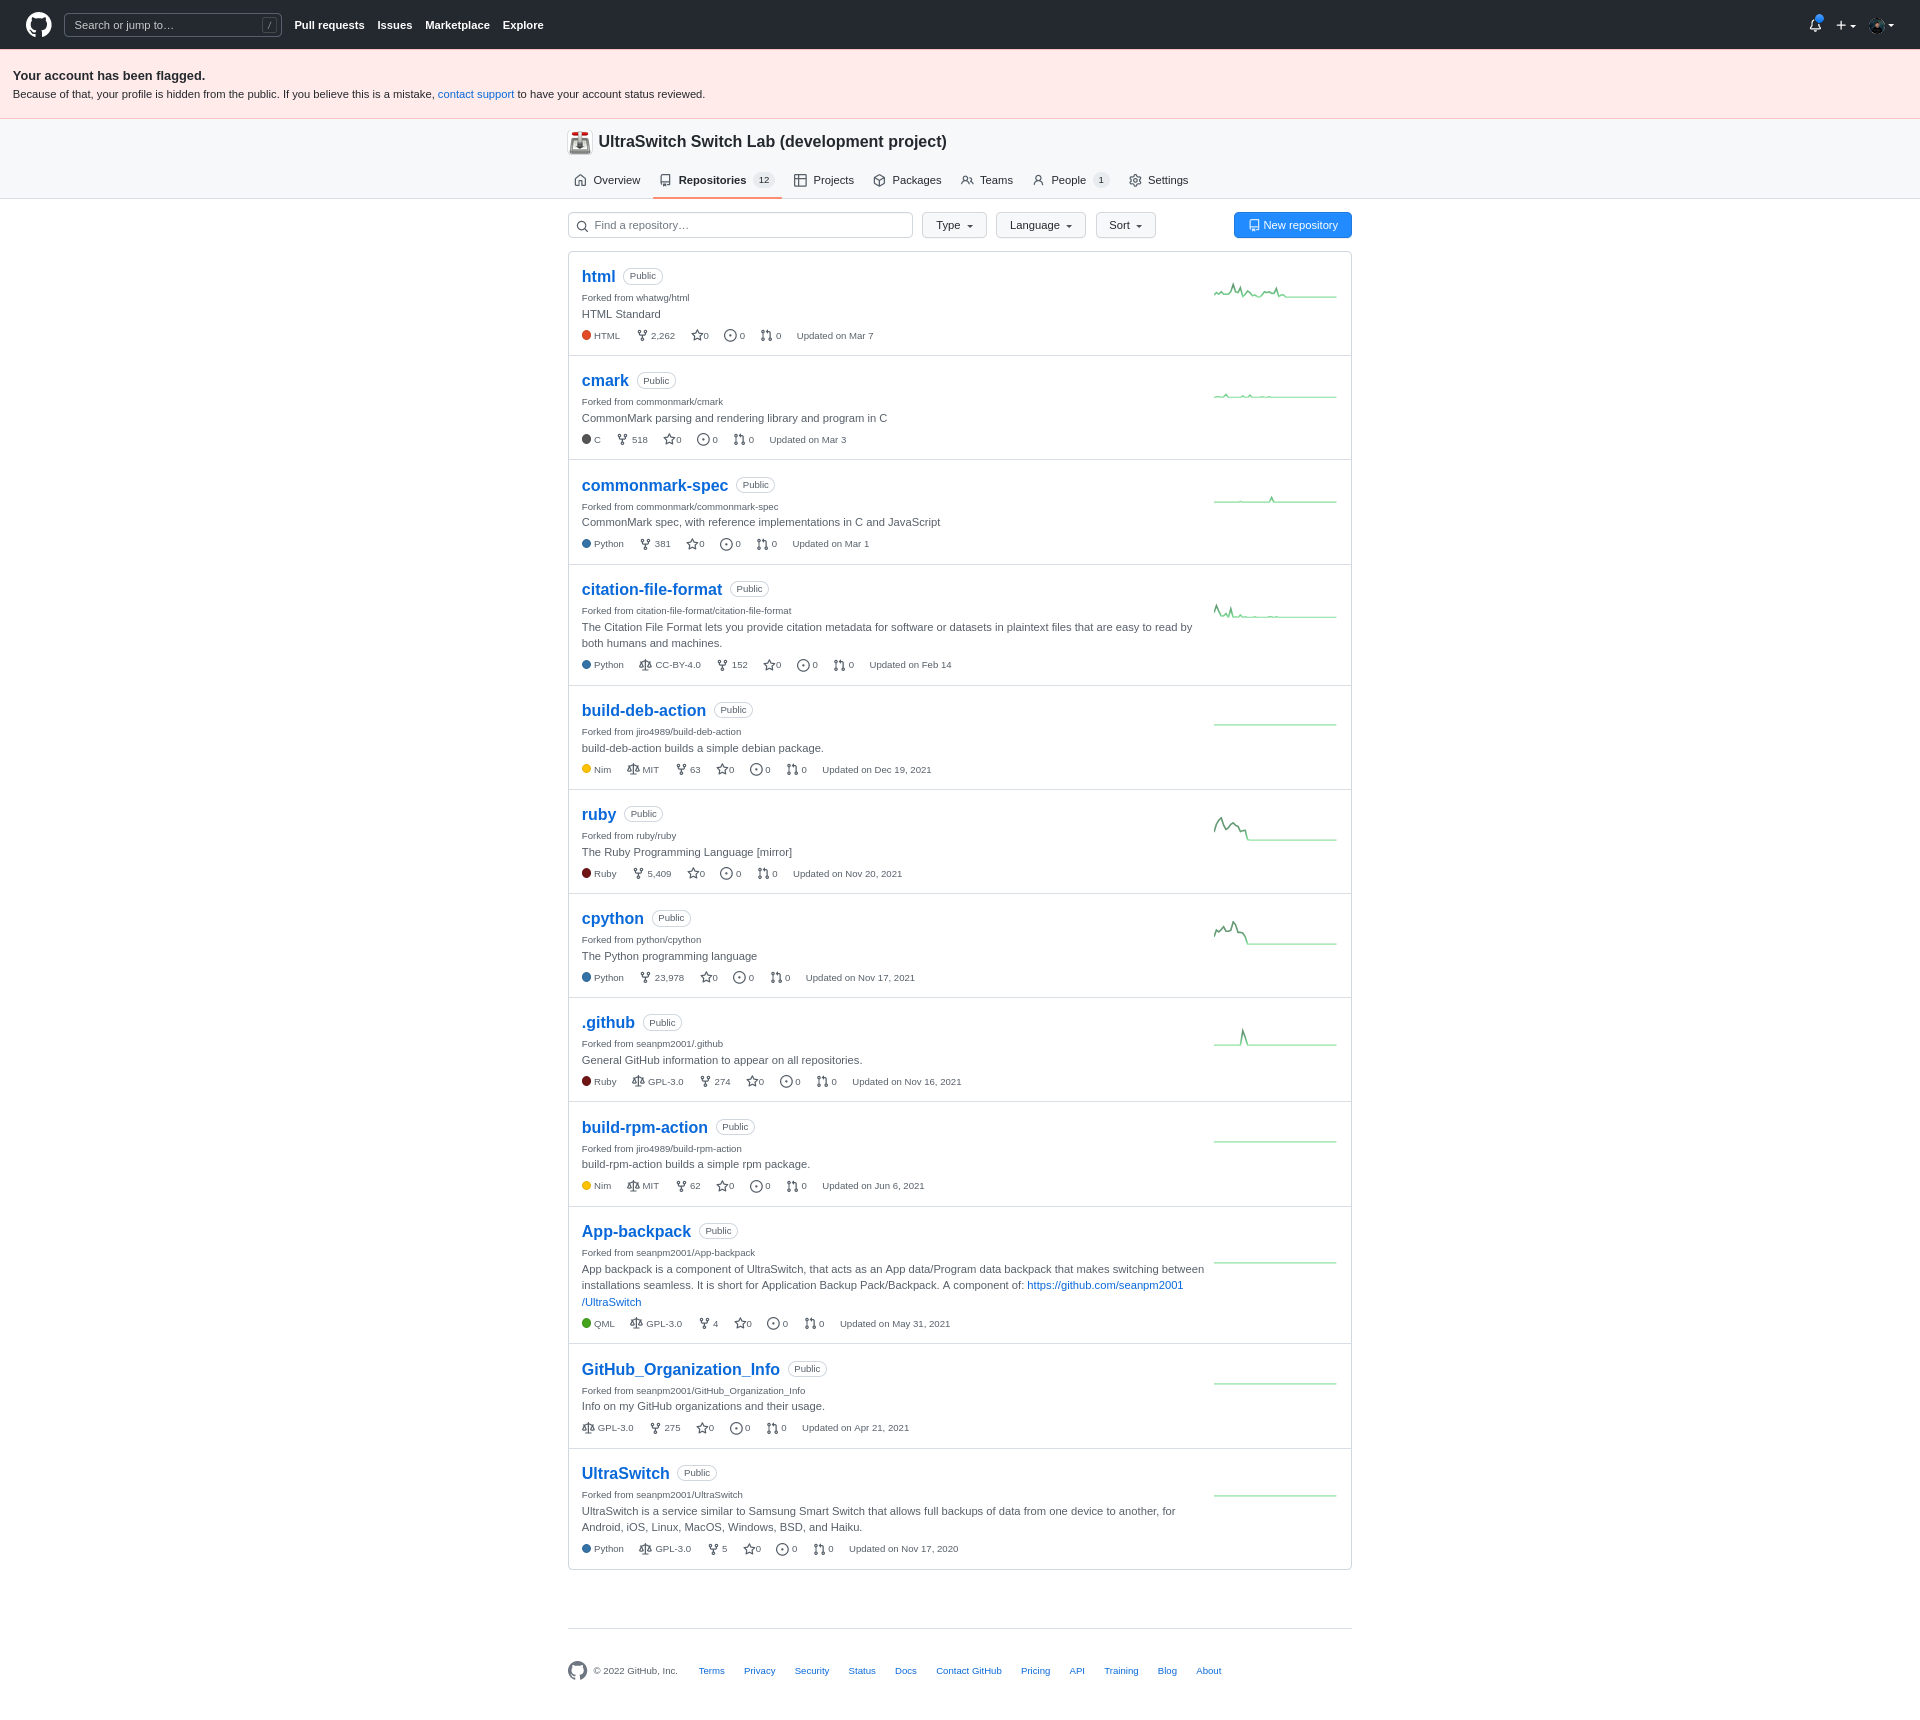 Search or jump to… /
Pull requests Issues Marketplace Explore
Your account has been flagged.
Because of that, your profile is hidden from the public. If you believe this is a mistake, contact support to have your account status reviewed.
UltraSwitch Switch Lab (development project)
Overview Repositories 12 Projects Packages Teams People 1 Settings
Find a repository… Type Language Sort New repository
html Public
Forked from whatwg/html
HTML Standard
HTML 2,262 0 0 0 Updated on Mar 7
cmark Public
Forked from commonmark/cmark
CommonMark parsing and rendering library and program in C
C 518 0 0 0 Updated on Mar 3
commonmark-spec Public
Forked from commonmark/commonmark-spec
CommonMark spec, with reference implementations in C and JavaScript
Python 381 0 0 0 Updated on Mar 1
citation-file-format Public
Forked from citation-file-format/citation-file-format
The Citation File Format lets you provide citation metadata for software or datasets in plaintext files that are easy to read by
both humans and machines.
Python CC-BY-4.0 152 0 0 0 Updated on Feb 14
build-deb-action Public
Forked from jiro4989/build-deb-action
build-deb-action builds a simple debian package.
Nim MIT 63 0 0 0 Updated on Dec 19, 2021
ruby Public
Forked from ruby/ruby
The Ruby Programming Language [mirror]
Ruby 5,409 0 0 0 Updated on Nov 20, 2021
cpython Public
Forked from python/cpython
The Python programming language
Python 23,978 0 0 0 Updated on Nov 17, 2021
.github Public
Forked from seanpm2001/.github
General GitHub information to appear on all repositories.
Ruby GPL-3.0 274 0 0 0 Updated on Nov 16, 2021
build-rpm-action Public
Forked from jiro4989/build-rpm-action
build-rpm-action builds a simple rpm package.
Nim MIT 62 0 0 0 Updated on Jun 6, 2021
App-backpack Public
Forked from seanpm2001/App-backpack
App backpack is a component of UltraSwitch, that acts as an App data/Program data backpack that makes switching between
installations seamless. It is short for Application Backup Pack/Backpack. A component of: https://github.com/seanpm2001
/UltraSwitch
QML GPL-3.0 4 0 0 0 Updated on May 31, 2021
GitHub_Organization_Info Public
Forked from seanpm2001/GitHub_Organization_Info
Info on my GitHub organizations and their usage.
GPL-3.0 275 0 0 0 Updated on Apr 21, 2021
UltraSwitch Public
Forked from seanpm2001/UltraSwitch
UltraSwitch is a service similar to Samsung Smart Switch that allows full backups of data from one device to another, for
Android, iOS, Linux, MacOS, Windows, BSD, and Haiku.
Python GPL-3.0 5 0 0 0 Updated on Nov 17, 2020
© 2022 GitHub, Inc. Terms Privacy Security Status Docs Contact GitHub Pricing API Training Blog About